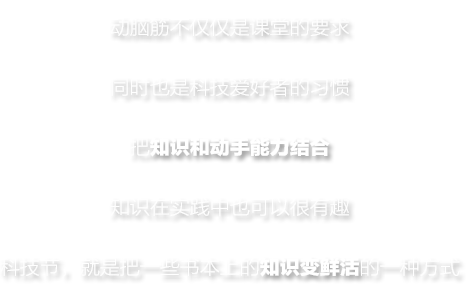 动脑筋不仅仅是课堂的要求
同时也是科技爱好者的习惯
把知识和动手能力结合
知识在实践中也可以很有趣
科技节，就是把一些书本上的知识变鲜活的一种方式